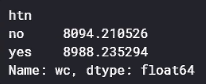 htn
no     8094.210526
yes    8988.235294
Name: wc, dtype: float64